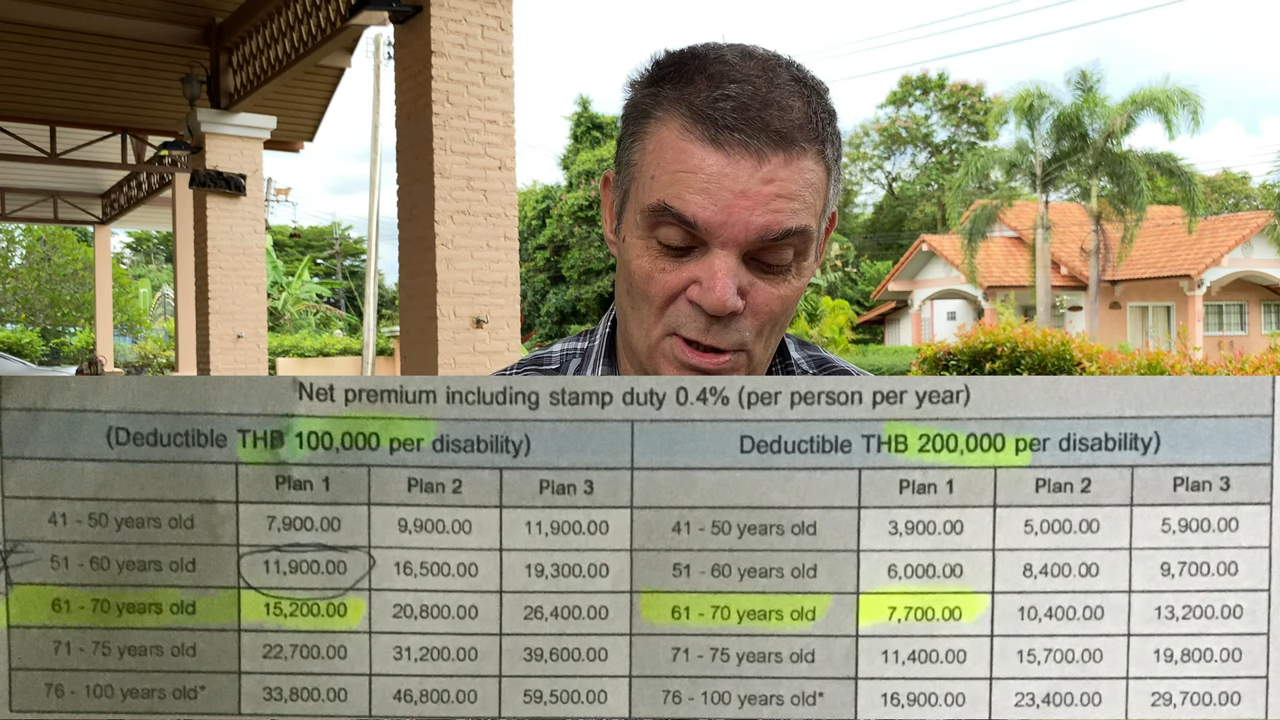 Net premium including stamp duty 0.4% (per person per year)
(Deductible THB 100,000 per disability) Deductible THB 200,000 per disability)
Plan 1 Plan 2 Plan 3 Plan 1 Plan 2 Plan 3
41 - 50 years old 7,900.00 9,900.00 11,900.00 41 - 50 years old 3,900.00 5,000.00 5,900.00
51 - 60 years old 11,900.00 16,500.00 19,300.00 51 - 60 years old 6,000.00 8,400.00 9,700.00
61 - 70 years old 15,200.00 20,800.00 26,400.00 61 - 70 years old 7,700.00 10,400.00 13,200.00
71 - 75 years old 22,700.00 31,200.00 39,600.00 71 - 75 years old 11,400.00 15,700.00 19,800.00
76 - 100 years old* 33,800.00 46,800.00 59,500.00 76 - 100 years old* 16,900.00 23,400.00 29,700.00